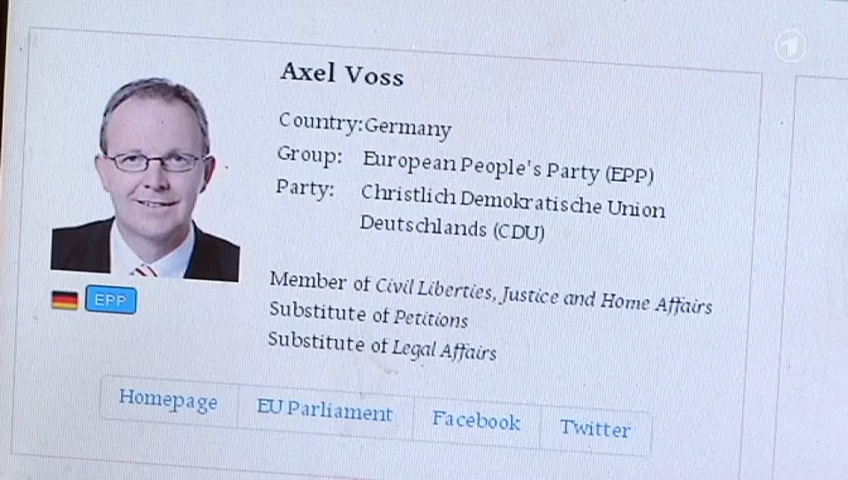 1
Axel Voss
Country: Germany
Group: European People's Party (EPP)
Party: Christlich Demokratische Union
Deutschlands (CDU)
EPP
Member of Civil Liberties, Justice and Home Affairs
Substitute of Petitions
Substitute of Legal Affairs
Homepage EU Parliament Facebook Twitter